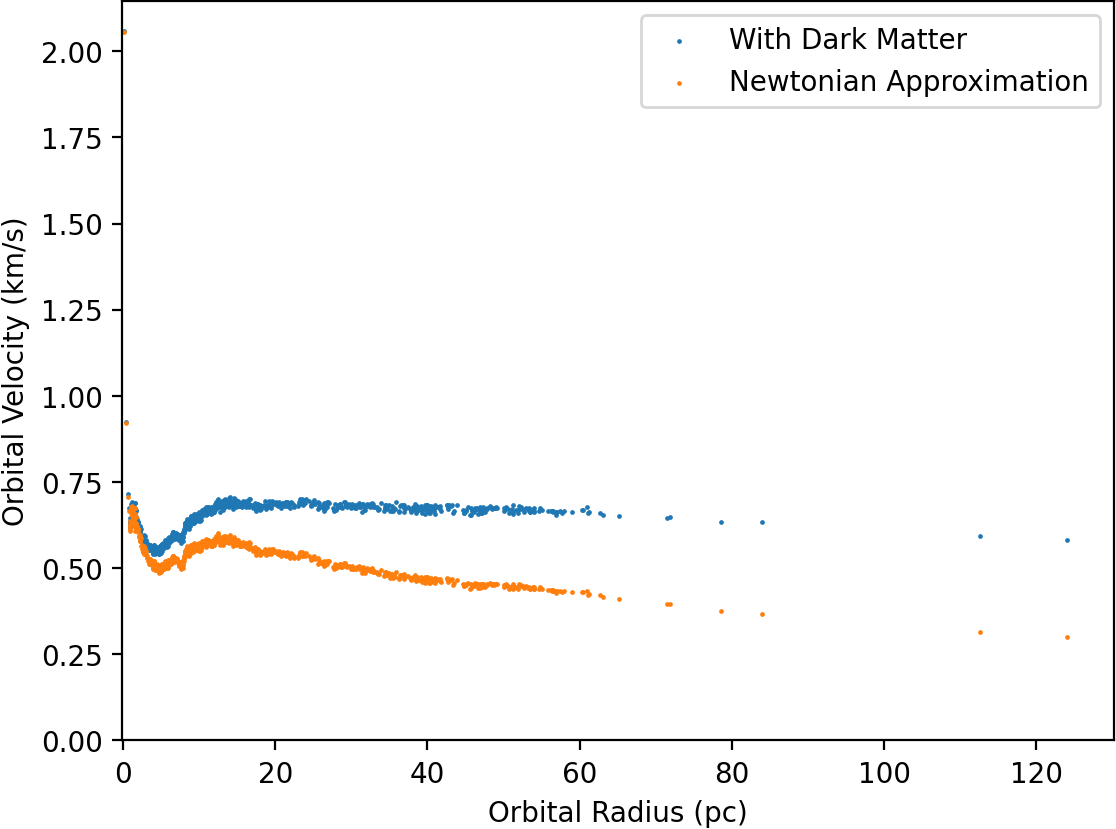 With Dark Matter
Newtonian Approximation
Orbital Velocity (km/s)
2.00
1.75
1.50
1.25
1.00
0.75
0.50
0.25
0.00
0 20 40 60 80 100 120
Orbital Radius (pc)